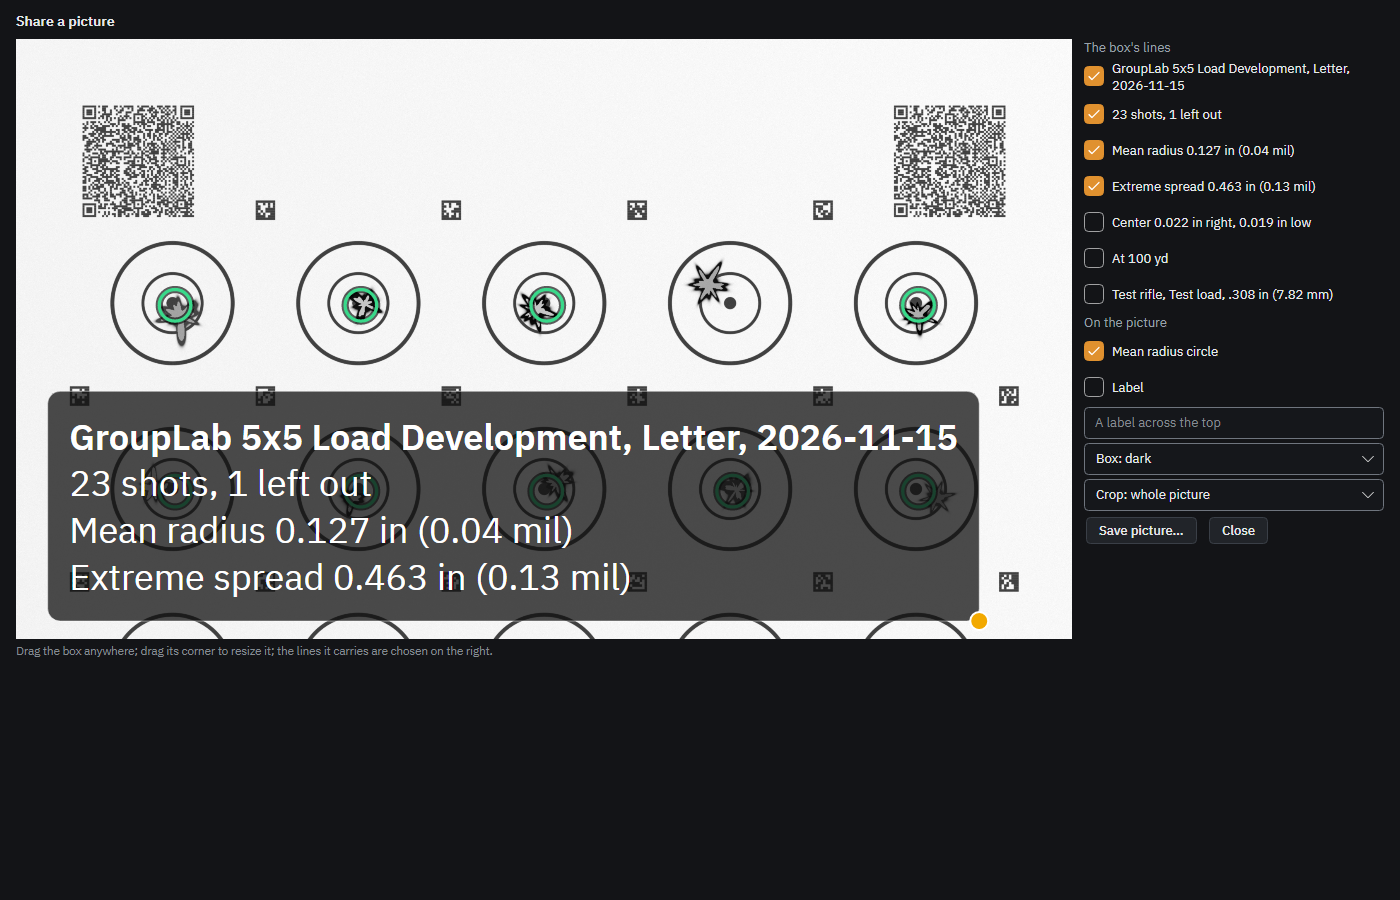 Share a picture
GroupLab 5x5 Load Development, Letter, 2026-11-15
23 shots, 1 left out
Mean radius 0.127 in (0.04 mil)
Extreme spread 0.463 in (0.13 mil)
Drag the box anywhere; drag its corner to resize it; the lines it carries are chosen on the right.
The box's lines
GroupLab 5x5 Load Development, Letter,
2026-11-15
23 shots, 1 left out
Mean radius 0.127 in (0.04 mil)
Extreme spread 0.463 in (0.13 mil)
Center 0.022 in right, 0.019 in low
At 100 yd
Test rifle, Test load, .308 in (7.82 mm)
On the picture
Mean radius circle
Label
A label across the top
Box: dark
Crop: whole picture
Save picture...
Close